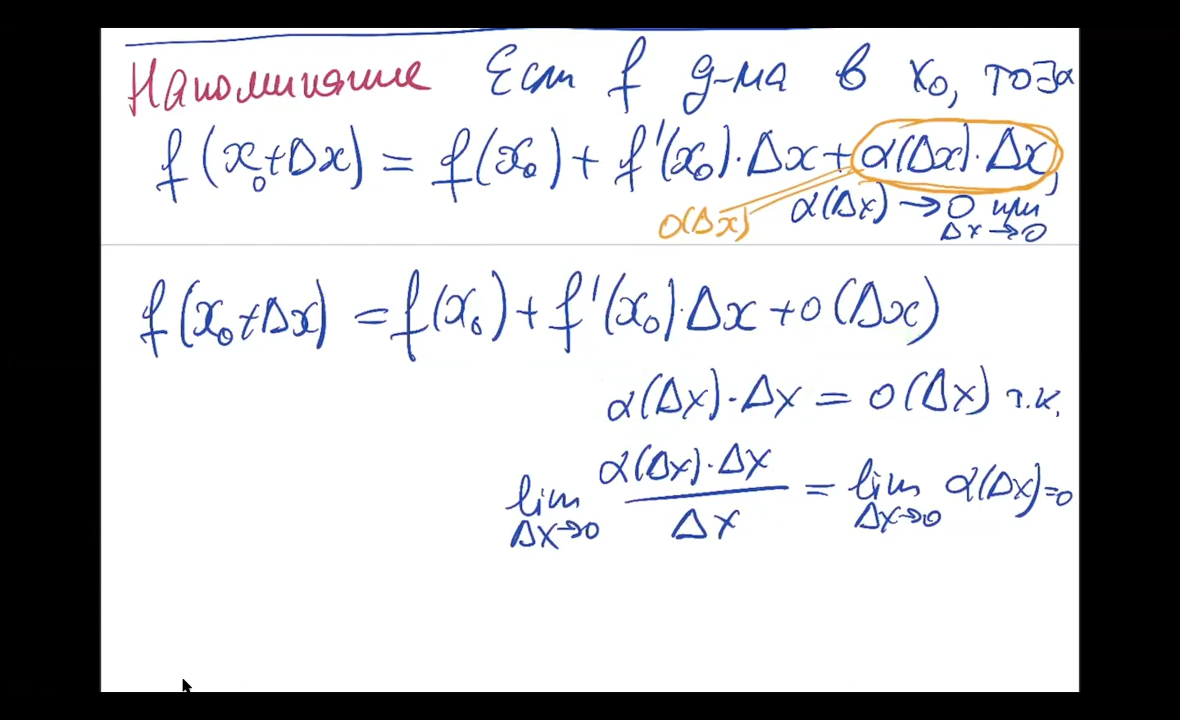 Напоминание Если f д-ма в x₀, тогда
f(x₀+Δx) = f(x₀) + f'(x₀)·Δx + α(Δx)·Δx,
o(Δx) α(Δx) → 0 при
Δx → 0
f(x₀+Δx) = f(x₀) + f'(x₀)·Δx + o(Δx)
α(Δx)·Δx = o(Δx) т.к.
lim_{Δx→0} α(Δx)·Δx / Δx = lim_{Δx→0} α(Δx) = 0